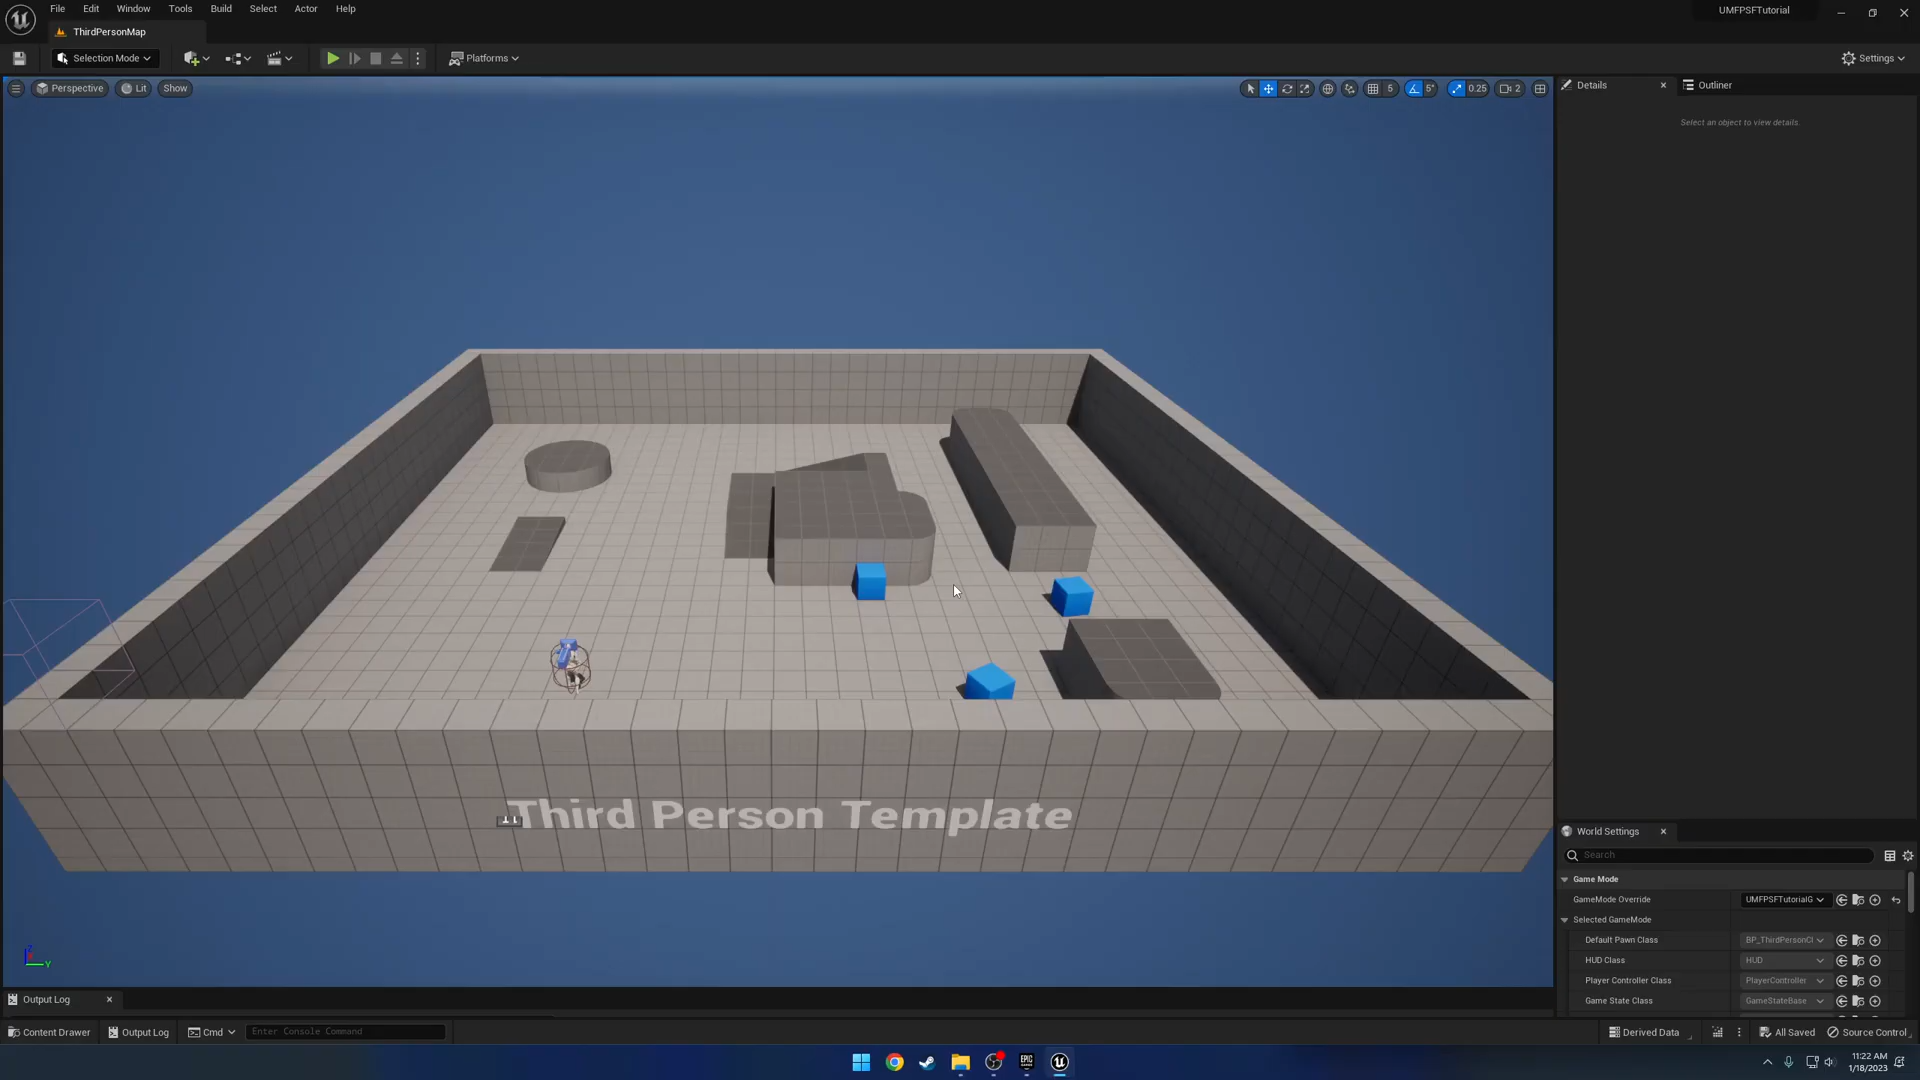 File Edit Window Tools Build Select Actor Help
UMFPSFTutorial
ThirdPersonMap
Selection Mode
Platforms
Settings
Perspective Lit Show
5 5° 0.25 2
Details
Outliner
Select an object to view details.
Third Person Template
World Settings
Search
Game Mode
GameMode Override UMFPSFTutorialG
Selected GameMode
Default Pawn Class BP_ThirdPersonCl
HUD Class HUD
Player Controller Class PlayerController
Game State Class GameStateBase
Z
Y
Output Log
Content Drawer Output Log Cmd Enter Console Command
Derived Data All Saved Source Control
EPIC
11:22 AM
1/18/2023